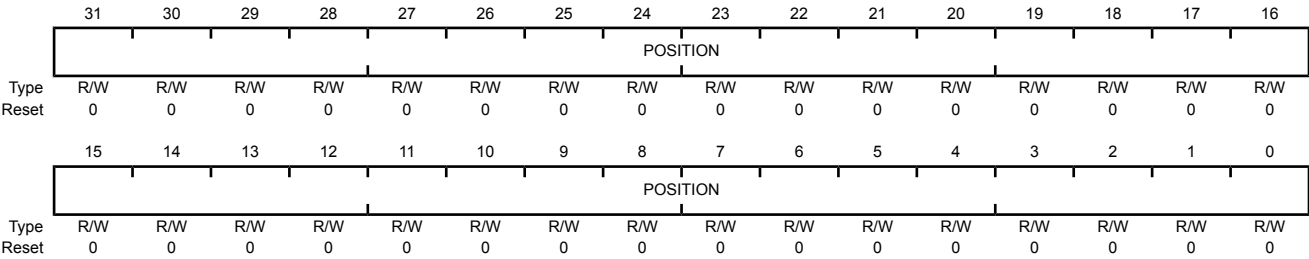 31 30 29 28 27 26 25 24 23 22 21 20 19 18 17 16
POSITION
Type R/W R/W R/W R/W R/W R/W R/W R/W R/W R/W R/W R/W R/W R/W R/W R/W
Reset 0 0 0 0 0 0 0 0 0 0 0 0 0 0 0 0
15 14 13 12 11 10 9 8 7 6 5 4 3 2 1 0
POSITION
Type R/W R/W R/W R/W R/W R/W R/W R/W R/W R/W R/W R/W R/W R/W R/W R/W
Reset 0 0 0 0 0 0 0 0 0 0 0 0 0 0 0 0